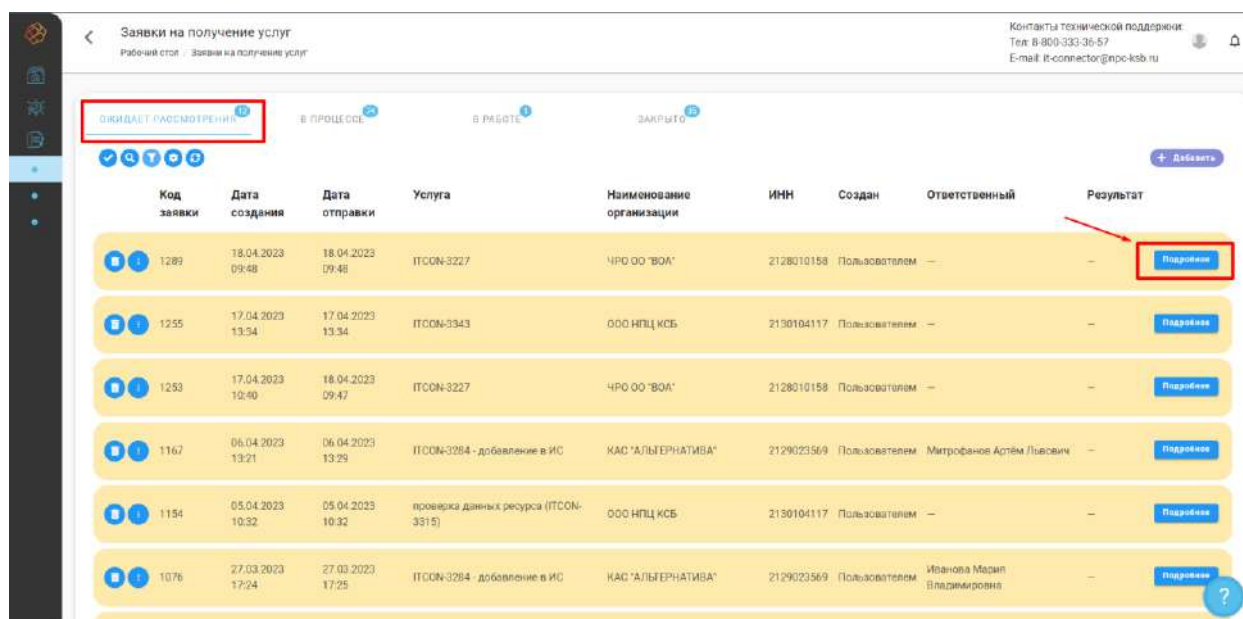 Заявки на получение услуг
Рабочий стол / Заявки на получение услуг
Контакты технической поддержки:
Тел: 8-800-333-36-57
E-mail: it-connector@npc-ksb.ru
ОЖИДАЕТ РАССМОТРЕНИЯ 12 В ПРОЦЕССЕ 24 В РАБОТЕ 1 ЗАКРЫТО 35
+ Добавить
Код заявки Дата создания Дата отправки Услуга Наименование организации ИНН Создан Ответственный Результат
1289 18.04.2023 09:48 18.04.2023 09:48 ITCON-3227 ЧРО ОО "ВОА" 2128010158 Пользователем — — Подробнее
1255 17.04.2023 13:34 17.04.2023 13:34 ITCON-3343 ООО НПЦ КСБ 2130104117 Пользователем — — Подробнее
1253 17.04.2023 10:40 18.04.2023 09:47 ITCON-3227 ЧРО ОО "ВОА" 2128010158 Пользователем — — Подробнее
1167 06.04.2023 13:21 06.04.2023 13:29 ITCON-3284 - добавление в ИС КАС "АЛЬТЕРНАТИВА" 2129023569 Пользователем Митрофанов Артём Львович — Подробнее
1154 05.04.2023 10:32 05.04.2023 10:32 проверка данных ресурса (ITCON-3315) ООО НПЦ КСБ 2130104117 Пользователем — — Подробнее
1076 27.03.2023 17:24 27.03.2023 17:25 ITCON-3284 - добавление в ИС КАС "АЛЬТЕРНАТИВА" 2129023569 Пользователем Иванова Мария Владимировна — Подробнее
?